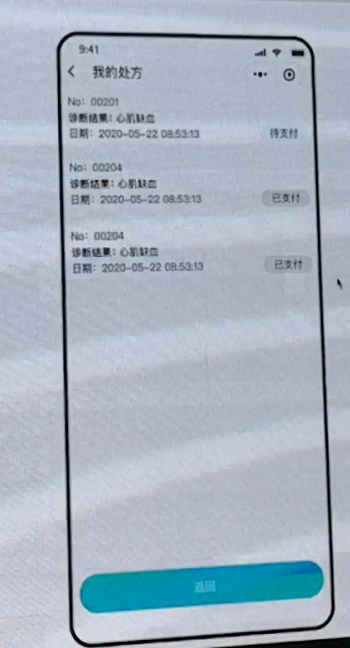 9:41
我的处方
No: 00201
诊断结果: 心肌缺血
日期: 2020-05-22 08:53:13
待支付
No: 00204
诊断结果: 心肌缺血
日期: 2020-05-22 08:53:13
已支付
No: 00204
诊断结果: 心肌缺血
日期: 2020-05-22 08:53:13
已支付
返回